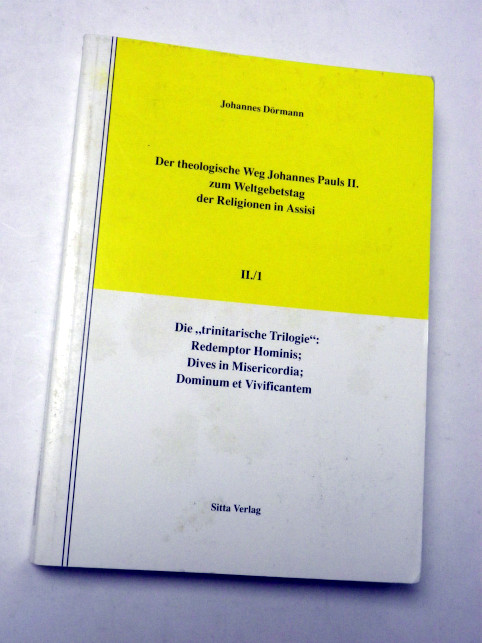 Johannes Dörmann
Der theologische Weg Johannes Pauls II.
zum Weltgebetstag
der Religionen in Assisi
II./1
Die „trinitarische Trilogie“:
Redemptor Hominis;
Dives in Misericordia;
Dominum et Vivificantem
Sitta Verlag